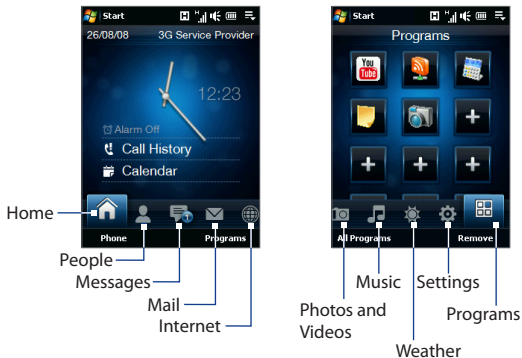 Start
26/08/08 3G Service Provider
12:23
Alarm Off
Call History
Calendar
1
Phone Programs
Home
People
Messages
Mail
Internet
Start
Programs
You Tube
All Programs Remove
Music
Settings
Photos and Videos
Programs
Weather